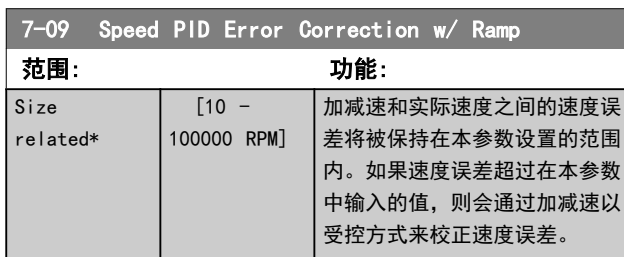 7-09 Speed PID Error Correction w/ Ramp
范围: 功能:
Size related*
[10 - 100000 RPM]
加减速和实际速度之间的速度误
差将被保持在本参数设置的范围
内。如果速度误差超过在本参数
中输入的值，则会通过加减速以
受控方式来校正速度误差。